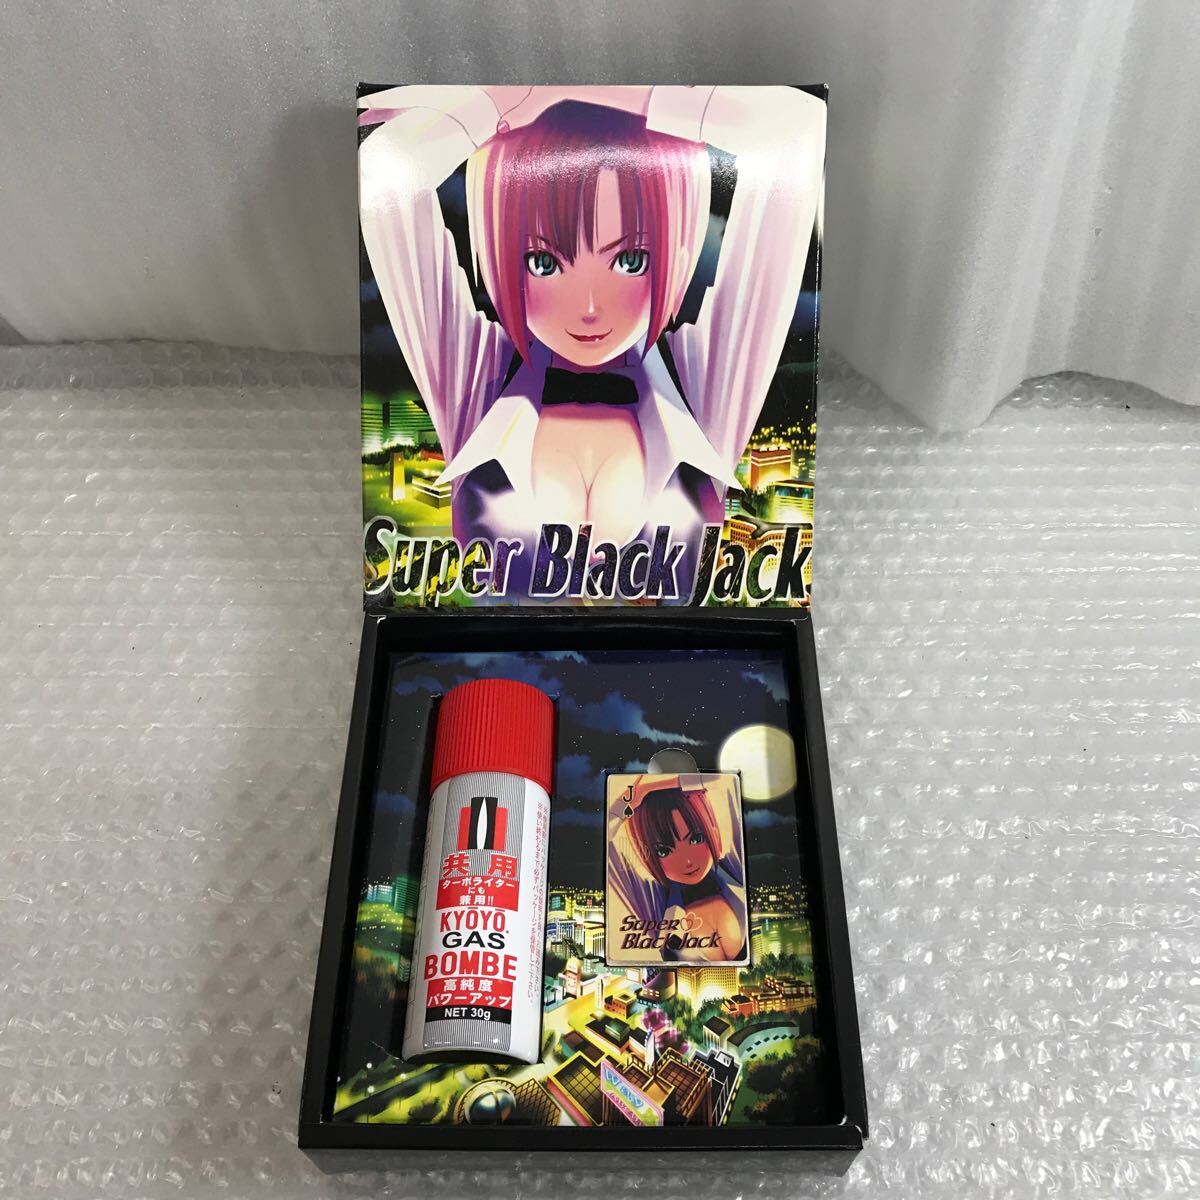 Super Black Jack
共用
ターボライター
にも
兼用!!
KYŌYŌ
GAS
BOMBE
高純度
パワーアップ
NET 30g
J
Super
Black Jack